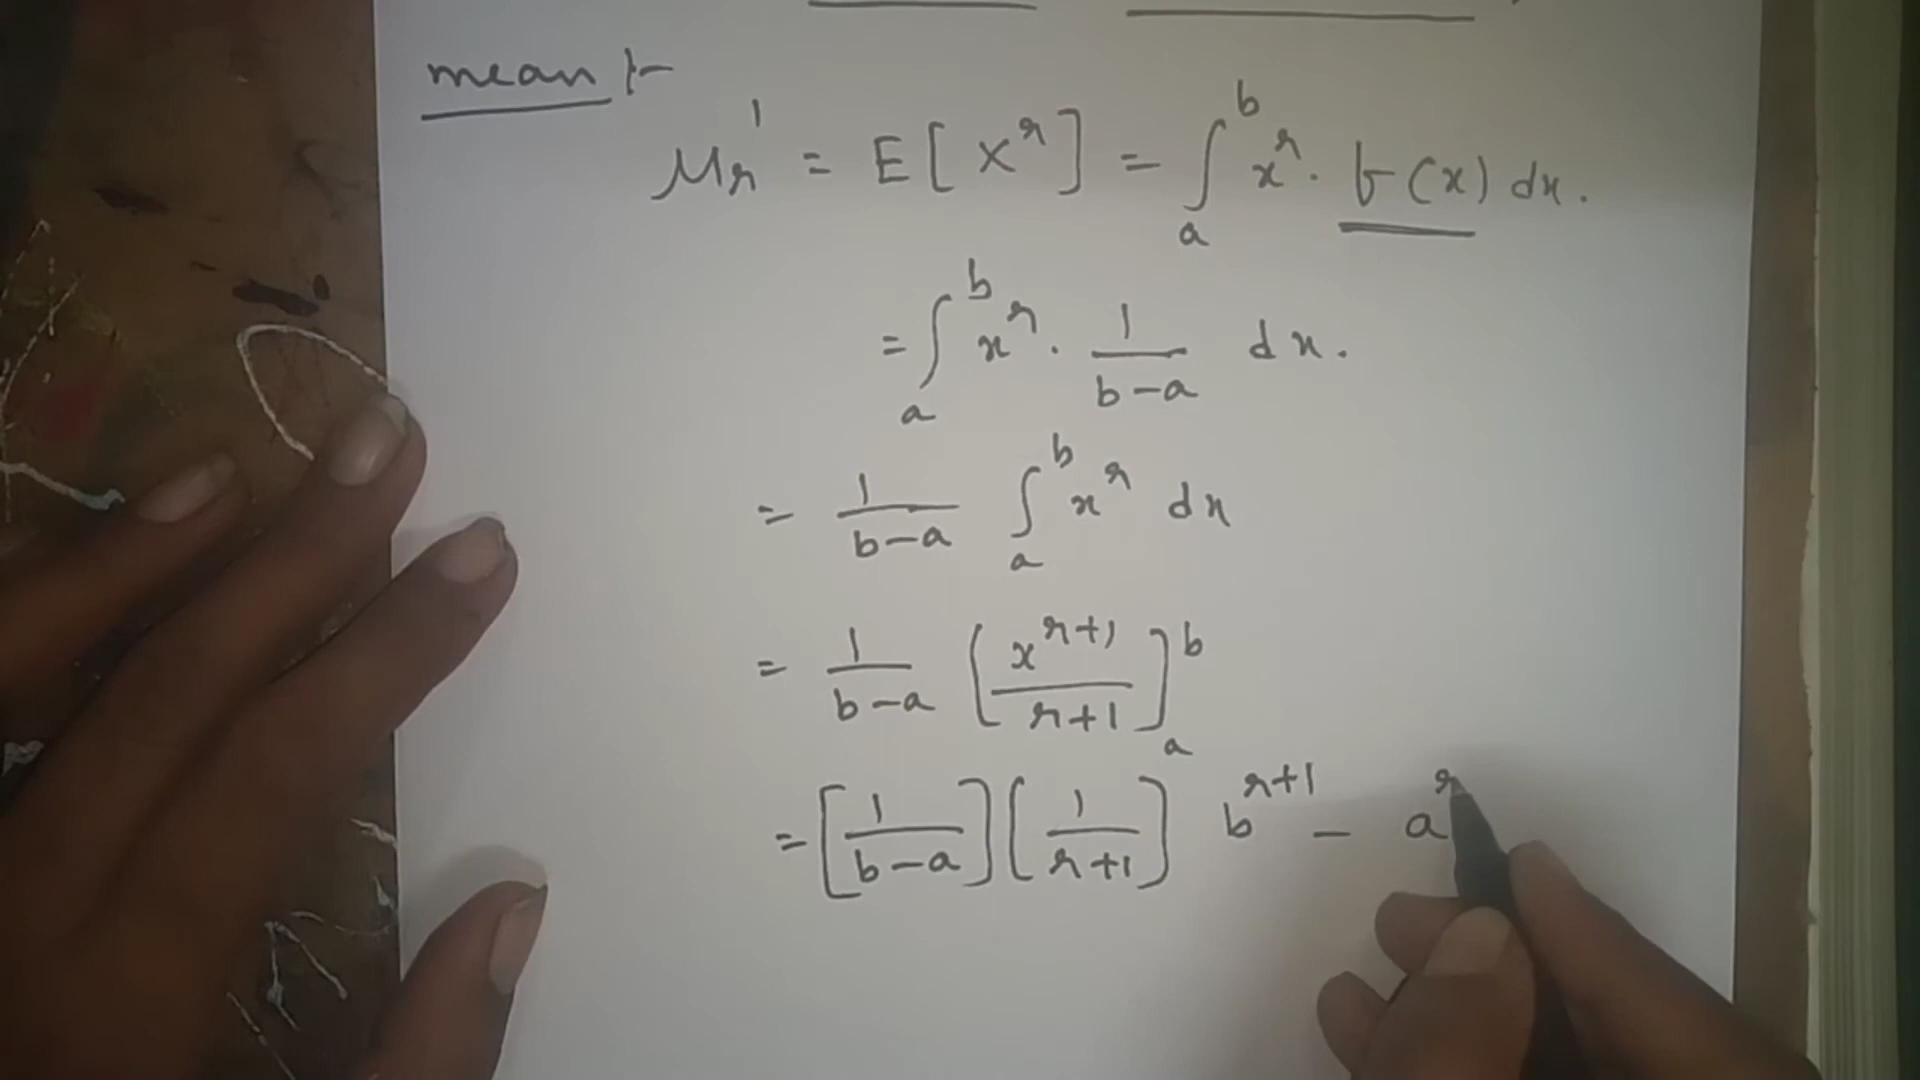 mean :-
μr' = E[X^r] = ∫_a^b x^r . f(x) dx.
= ∫_a^b x^r . 1/(b-a) dx.
= 1/(b-a) ∫_a^b x^r dx
= 1/(b-a) [x^(r+1)/(r+1)]_a^b
= [1/(b-a)] [1/(r+1)] b^(r+1) - a^r